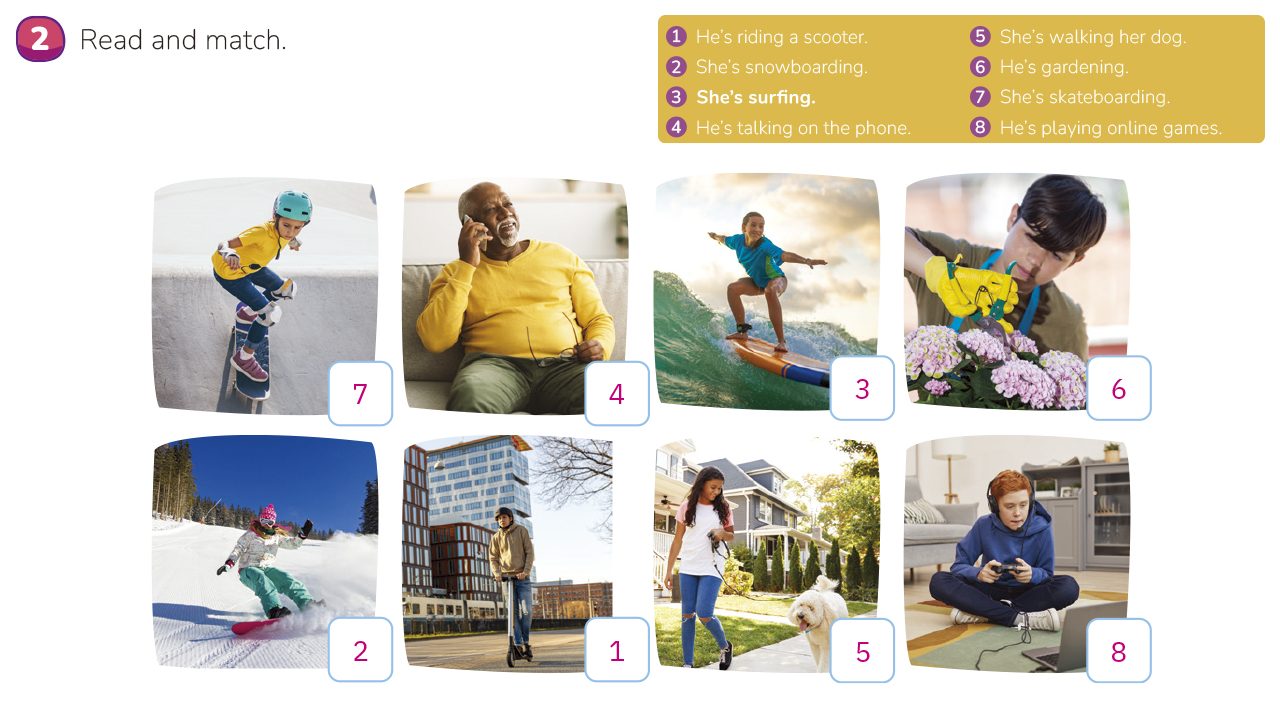 2 Read and match.
1 He's riding a scooter.
2 She's snowboarding.
3 She's surfing.
4 He's talking on the phone.
5 She's walking her dog.
6 He's gardening.
7 She's skateboarding.
8 He's playing online games.
7 4 3 6
2 1 5 8